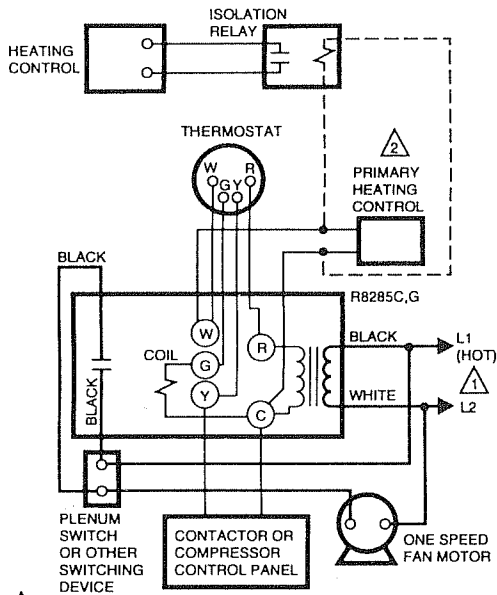 ISOLATION
RELAY
HEATING
CONTROL
THERMOSTAT
W
G
Y
R
2
PRIMARY
HEATING
CONTROL
BLACK
R8285C,G
W
COIL
G
R
Y
C
BLACK
BLACK
L1
(HOT)
1
WHITE
L2
PLENUM
SWITCH
OR OTHER
SWITCHING
DEVICE
CONTACTOR OR
COMPRESSOR
CONTROL PANEL
ONE SPEED
FAN MOTOR